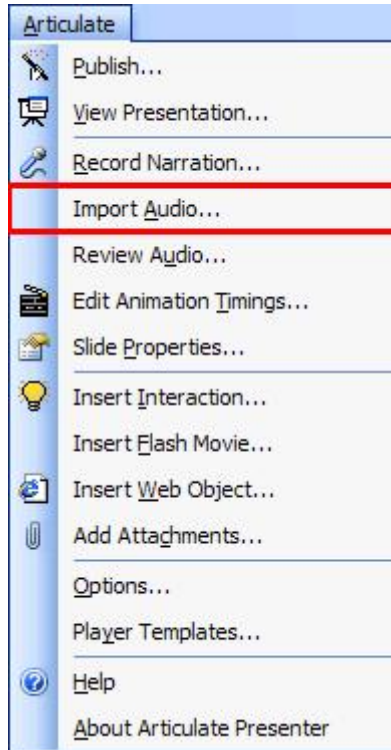 Articulate
Publish...
View Presentation...
Record Narration...
Import Audio...
Review Audio...
Edit Animation Timings...
Slide Properties...
Insert Interaction...
Insert Flash Movie...
Insert Web Object...
Add Attachments...
Options...
Player Templates...
Help
About Articulate Presenter